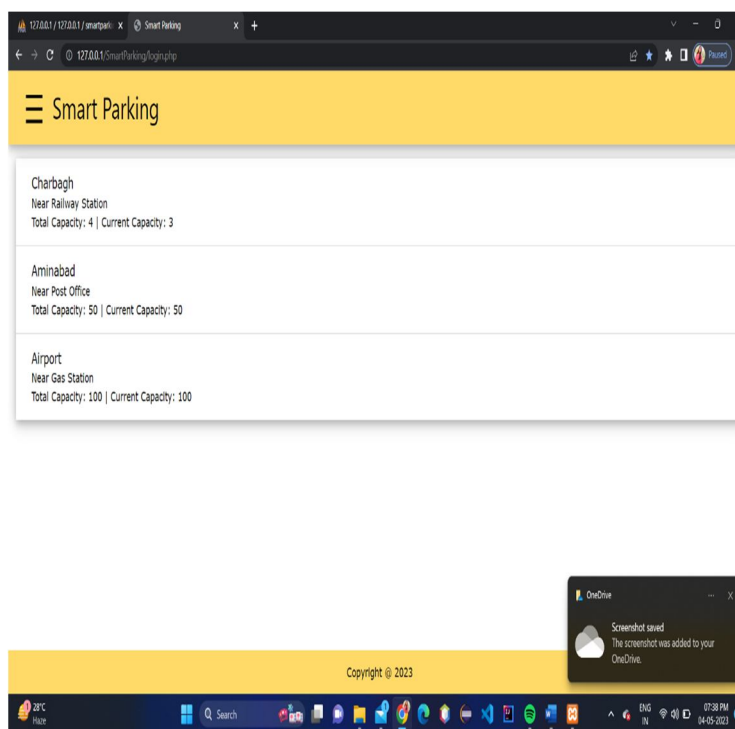 127.0.0.1 / 127.0.0.1 / smartpark
Smart Parking
127.0.0.1/SmartParking/login.php
Paused
Smart Parking
Charbagh
Near Railway Station
Total Capacity: 4 | Current Capacity: 3
Aminabad
Near Post Office
Total Capacity: 50 | Current Capacity: 50
Airport
Near Gas Station
Total Capacity: 100 | Current Capacity: 100
OneDrive
Screenshot saved
The screenshot was added to your
OneDrive.
Copyright @ 2023
28°C
Haze
Search
ENG
IN
07:38 PM
04-05-2023